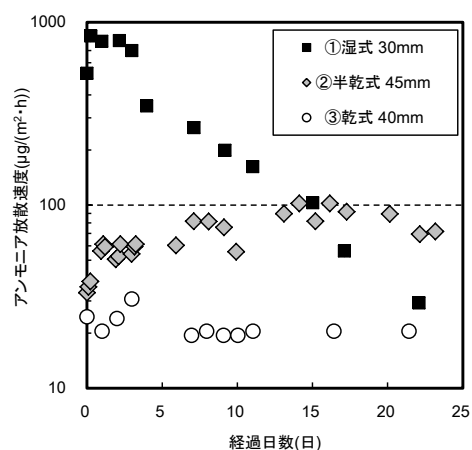 1000
100
10
アンモニア放散速度(μg/(m²･h))
①湿式 30mm
②半乾式 45mm
③乾式 40mm
0 5 10 15 20 25
経過日数(日)